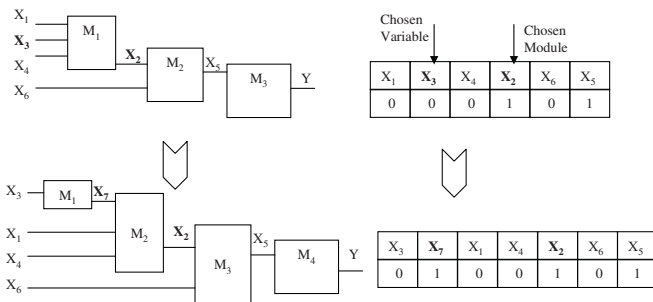 X₁
X₃
X₄
X₆
M₁
X₂
M₂
X₅
M₃
Y
Chosen Variable
Chosen Module
X₁ X₃ X₄ X₂ X₆ X₅
0 0 0 1 0 1
X₃
M₁
X₇
X₁
X₄
X₆
M₂
X₂
M₃
X₅
M₄
Y
X₃ X₇ X₁ X₄ X₂ X₆ X₅
0 1 0 0 1 0 1